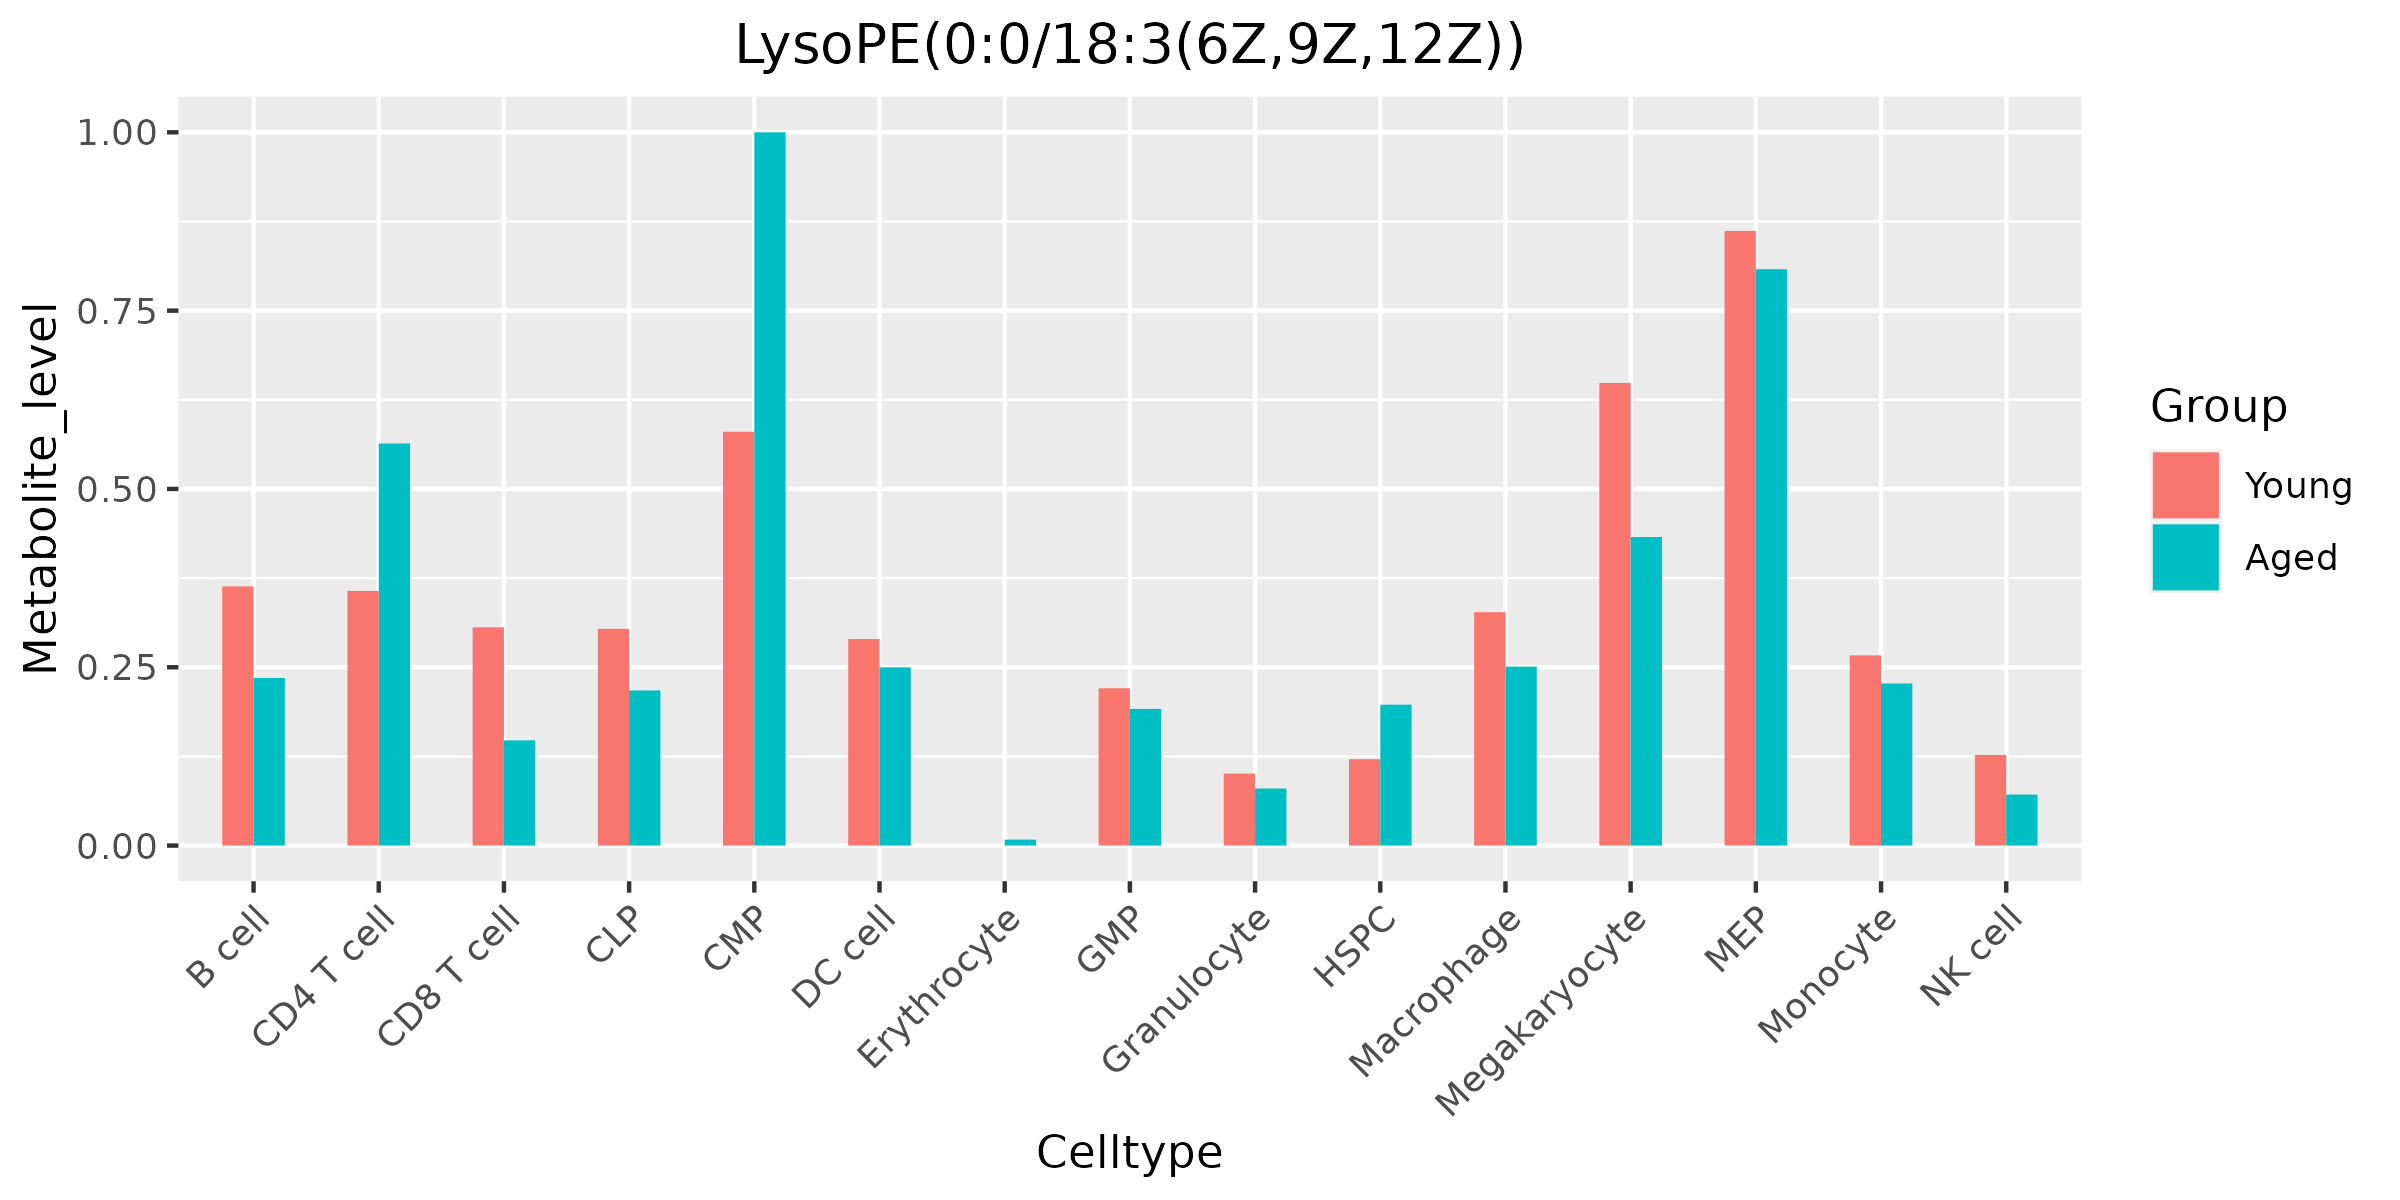 LysoPE(0:0/18:3(6Z,9Z,12Z))
Metabolite_level
1.00
0.75
0.50
0.25
0.00
B cell
CD4 T cell
CD8 T cell
CLP
CMP
DC cell
Erythrocyte
GMP
Granulocyte
HSPC
Macrophage
Megakaryocyte
MEP
Monocyte
NK cell
Celltype
Group
Young
Aged